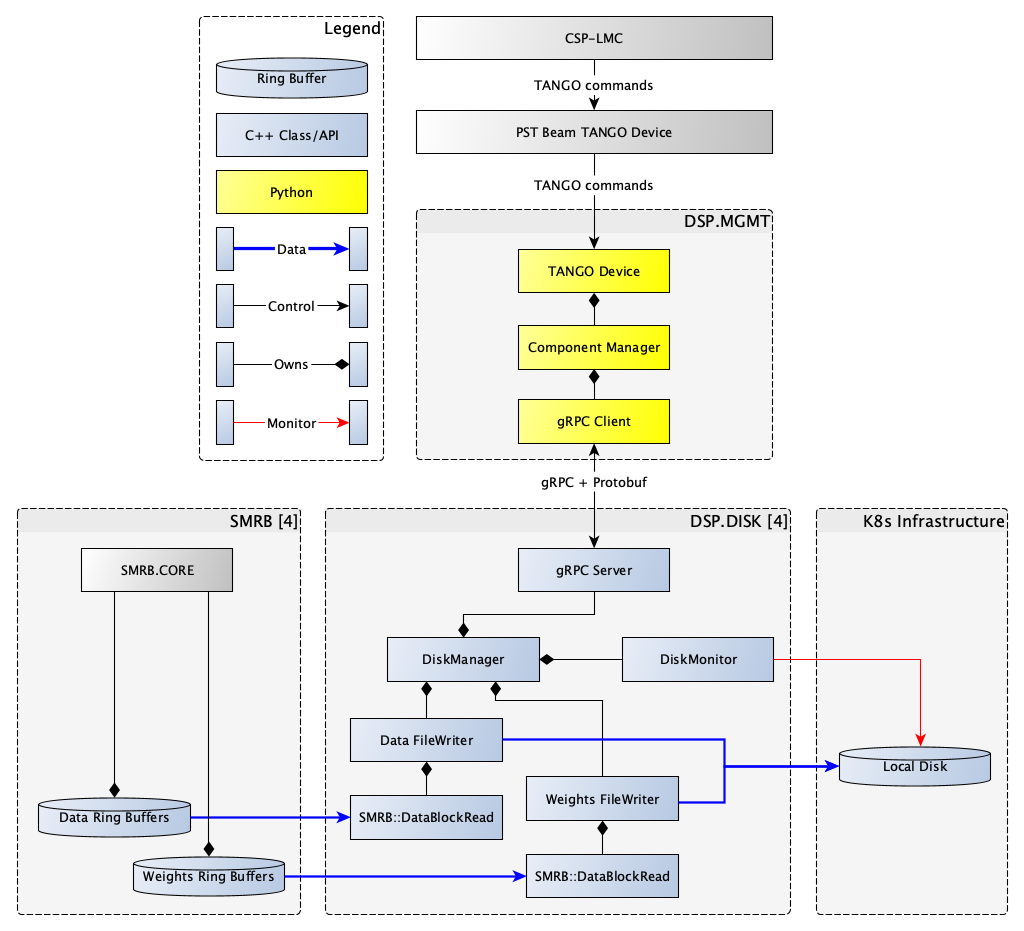 Legend
Ring Buffer
C++ Class/API
Python
Data
Control
Owns
Monitor
CSP-LMC
TANGO commands
PST Beam TANGO Device
TANGO commands
DSP.MGMT
TANGO Device
Component Manager
gRPC Client
gRPC + Protobuf
SMRB [4]
SMRB.CORE
Data Ring Buffers
Weights Ring Buffers
DSP.DISK [4]
gRPC Server
DiskManager
DiskMonitor
Data FileWriter
Weights FileWriter
SMRB::DataBlockRead
SMRB::DataBlockRead
K8s Infrastructure
Local Disk